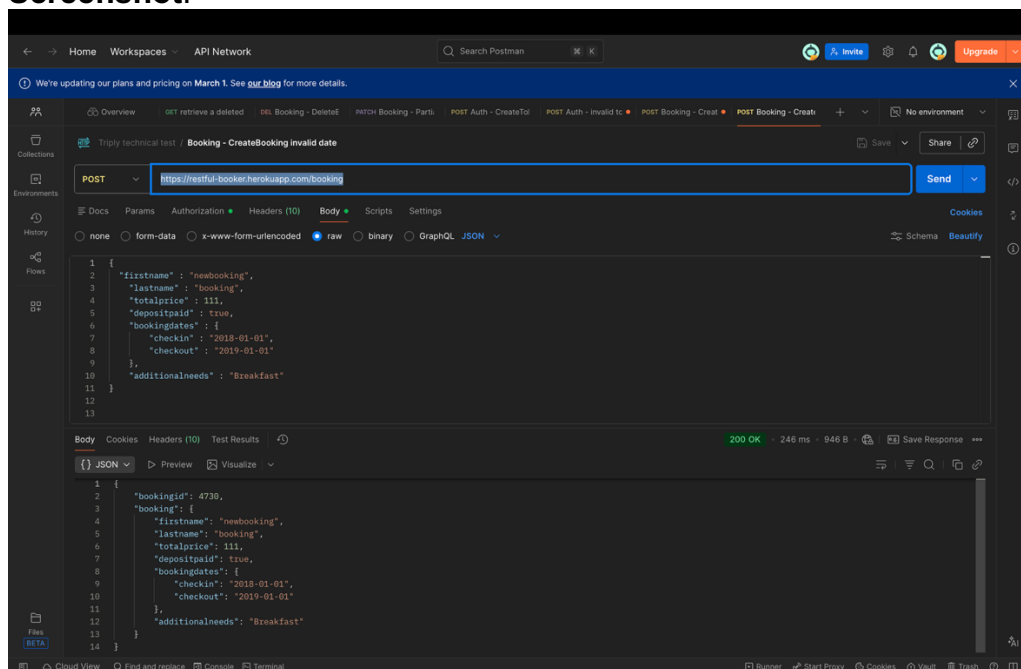 Screenshot:
Home Workspaces API Network Search Postman ⌘ K Invite Upgrade
We're updating our plans and pricing on March 1. See our blog for more details.
Overview GET retrieve a deleted DEL Booking - DeleteE PATCH Booking - Parti POST Auth - CreateTol POST Auth - invalid tc POST Booking - Creat POST Booking - Creat No environment
Triply technical test / Booking - CreateBooking invalid date Save Share
Collections
POST https://restful-booker.herokuapp.com/booking Send
Environments
Docs Params Authorization Headers (10) Body Scripts Settings Cookies
History
none form-data x-www-form-urlencoded raw binary GraphQL JSON Schema Beautify
Flows
1 {
2 "firstname" : "newbooking",
3 "lastname" : "booking",
4 "totalprice" : 111,
5 "depositpaid" : true,
6 "bookingdates" : {
7 "checkin" : "2018-01-01",
8 "checkout" : "2019-01-01"
9 },
10 "additionalneeds" : "Breakfast"
11 }
12
13
Body Cookies Headers (10) Test Results 200 OK 246 ms 946 B Save Response
{} JSON Preview Visualize
1 {
2 "bookingid": 4730,
3 "booking": {
4 "firstname": "newbooking",
5 "lastname": "booking",
6 "totalprice": 111,
7 "depositpaid": true,
8 "bookingdates": {
9 "checkin": "2018-01-01",
10 "checkout": "2019-01-01"
11 },
12 "additionalneeds": "Breakfast"
13 }
14 }
Files
BETA
AI
Cloud View Find and replace Console Terminal Runner Start Proxy Cookies Vault Trash